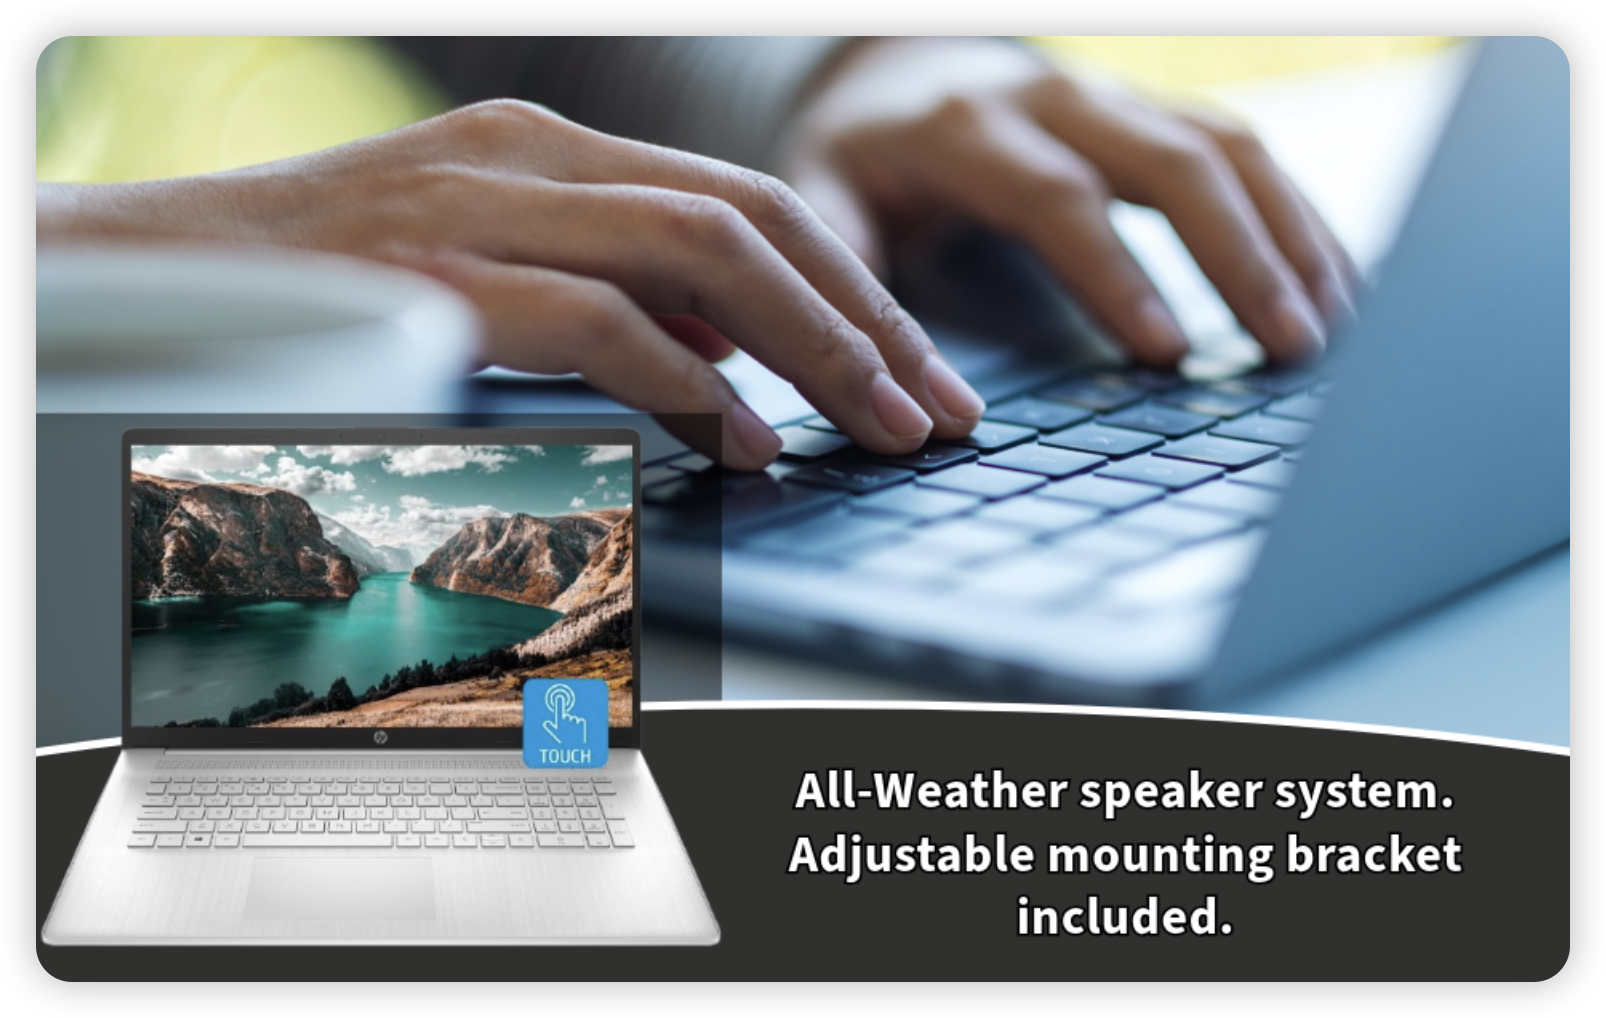 TOUCH
All-Weather speaker system.
Adjustable mounting bracket
included.